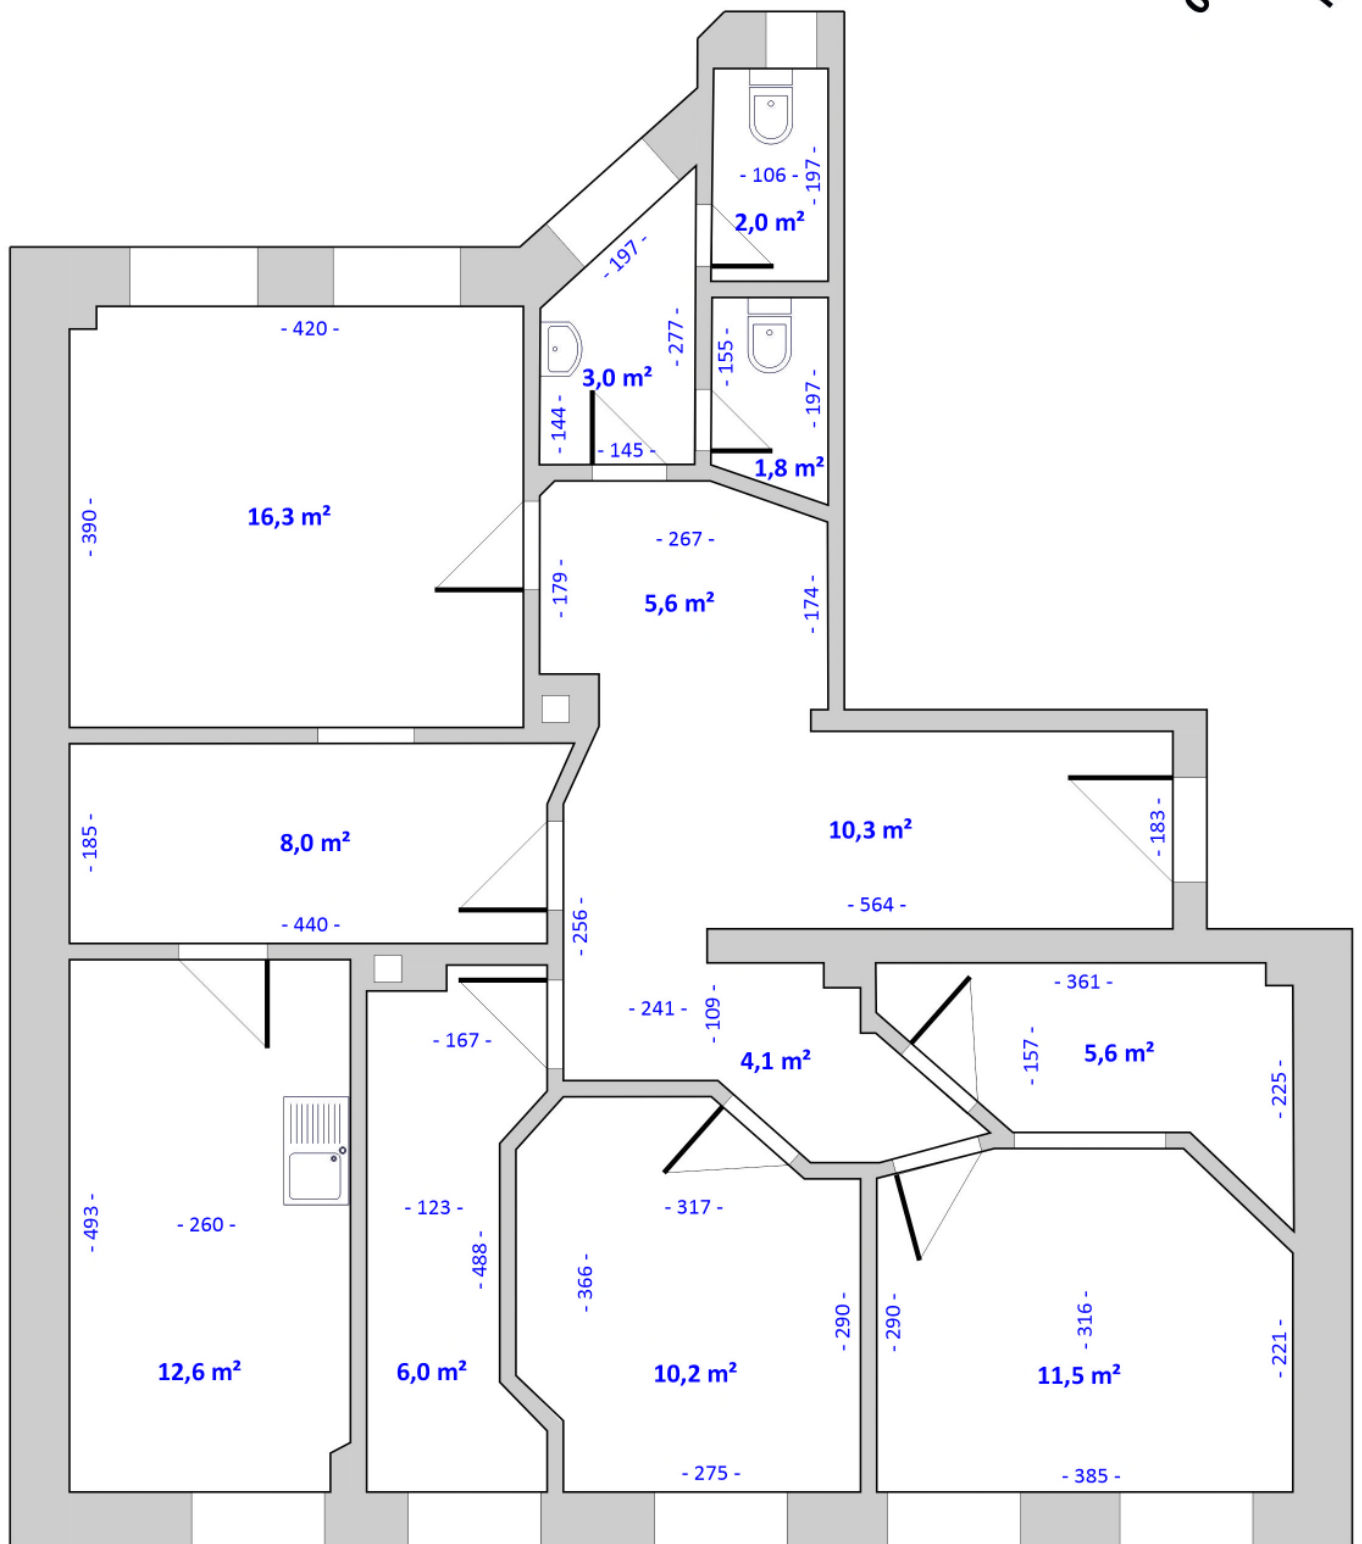 - 106 -
- 197 -
2,0 m²
- 197 -
- 420 -
- 277 -
- 155 -
3,0 m²
- 197 -
- 144 -
- 145 -
1,8 m²
- 390 -
16,3 m²
- 267 -
- 179 -
5,6 m²
- 174 -
- 185 -
8,0 m²
10,3 m²
- 183 -
- 440 -
- 256 -
- 564 -
- 361 -
- 241 -
- 109 -
- 167 -
4,1 m²
- 157 -
5,6 m²
- 225 -
- 493 -
- 260 -
- 123 -
- 488 -
- 317 -
- 366 -
- 290 -
- 290 -
- 316 -
- 221 -
12,6 m²
6,0 m²
10,2 m²
11,5 m²
- 275 -
- 385 -